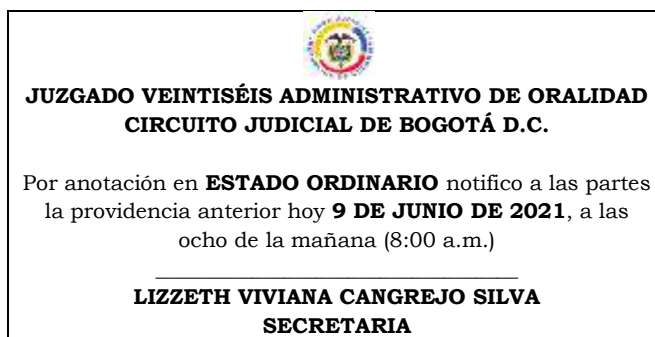 JUZGADO VEINTISÉIS ADMINISTRATIVO DE ORALIDAD
CIRCUITO JUDICIAL DE BOGOTÁ D.C.
Por anotación en ESTADO ORDINARIO notifico a las partes
la providencia anterior hoy 9 DE JUNIO DE 2021, a las
ocho de la mañana (8:00 a.m.)
LIZZETH VIVIANA CANGREJO SILVA
SECRETARIA